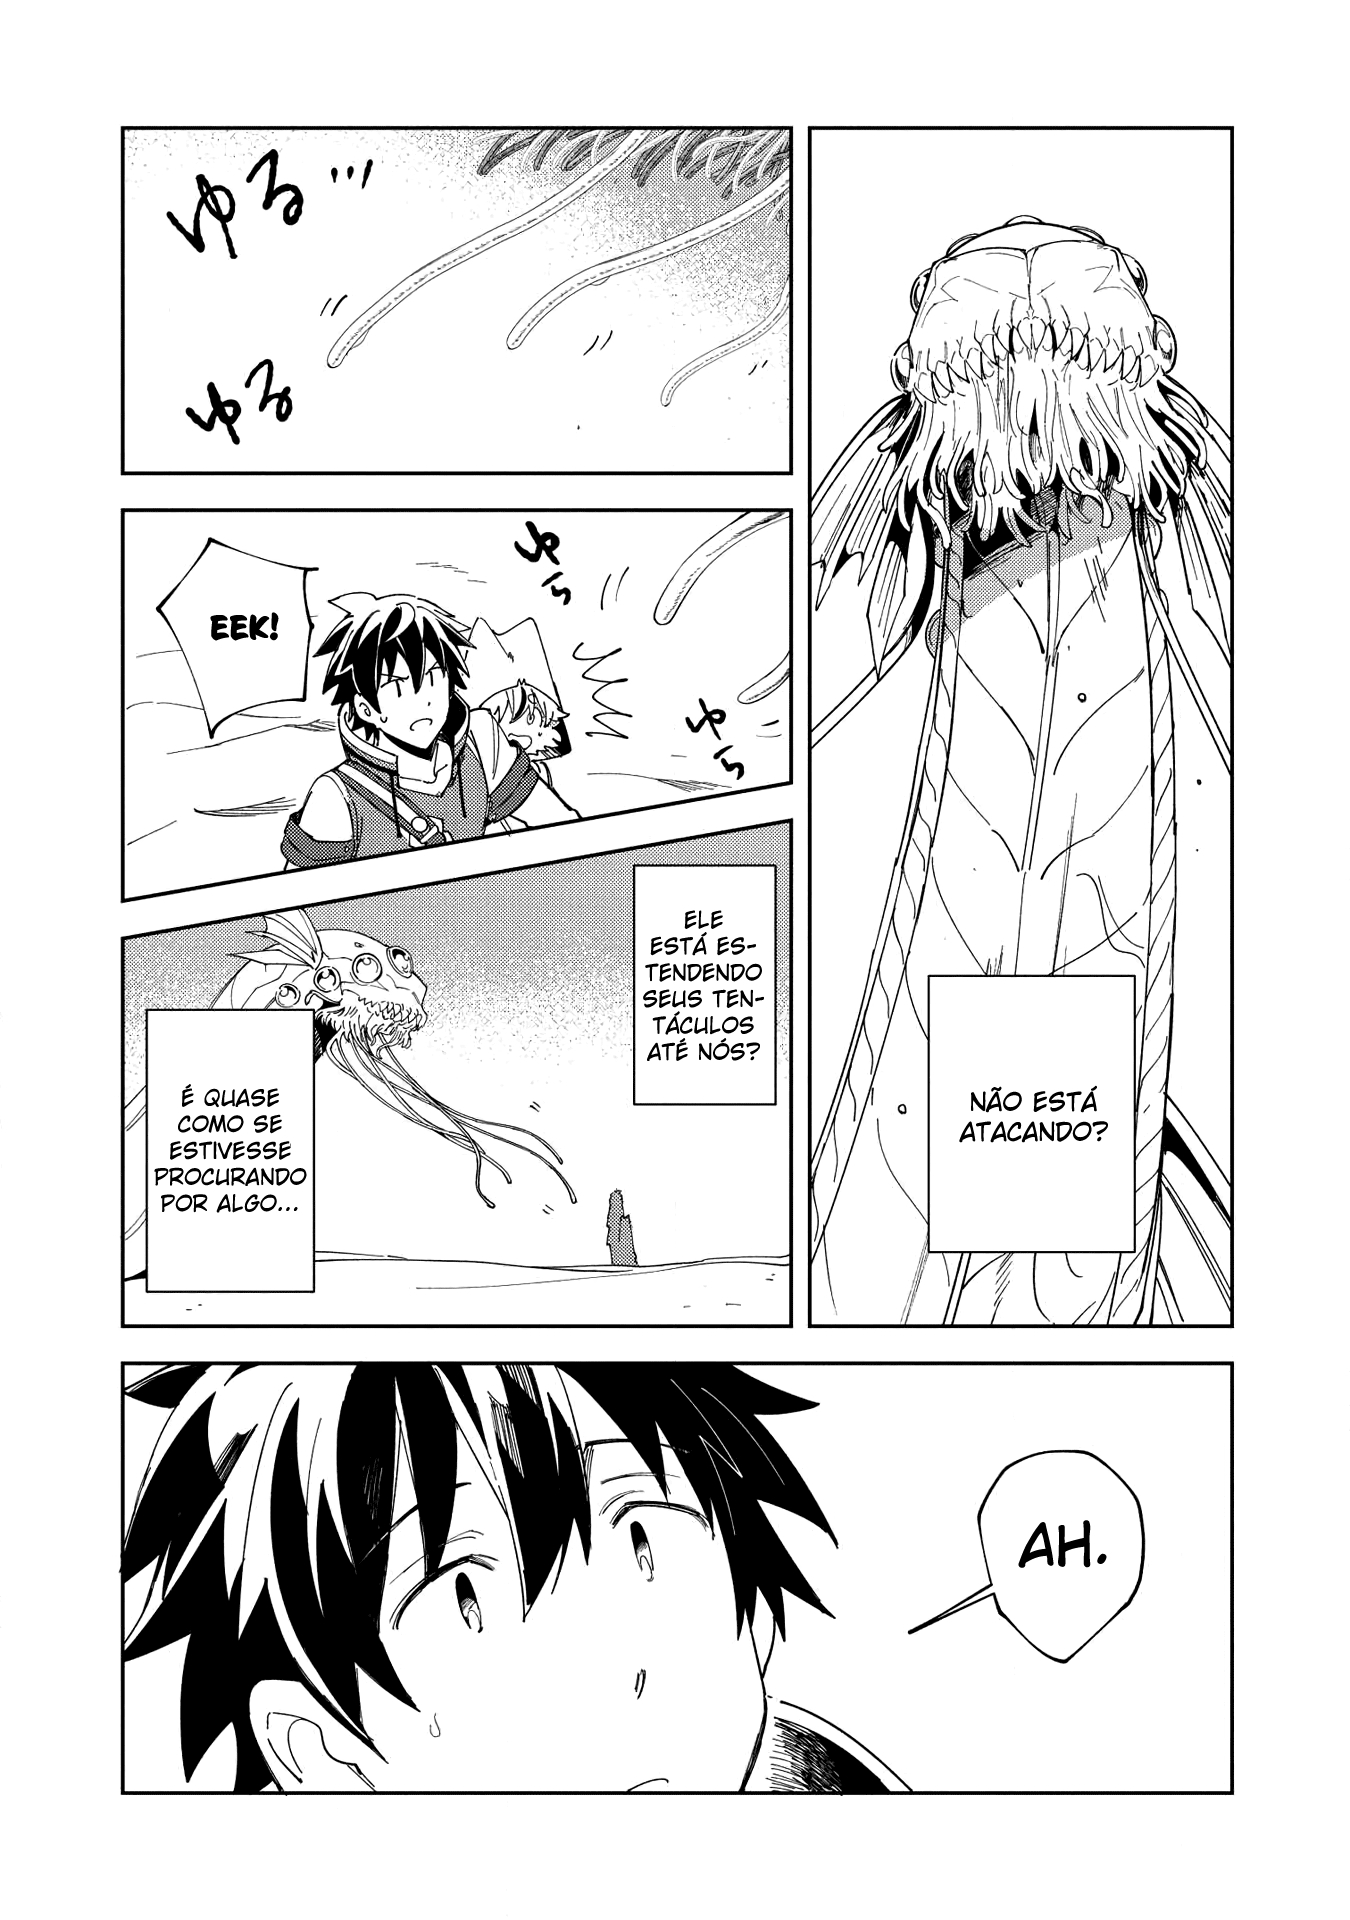 NÃO ESTÁ
ATACANDO?
ゆる…
ゆる
ゆら
EEK!
ゆら
ELE
ESTÁ ES-
TENDENDO
SEUS TEN-
TÁCULOS
ATÉ NÓS?
É QUASE
COMO SE
ESTIVESSE
PROCURANDO
POR ALGO...
AH.